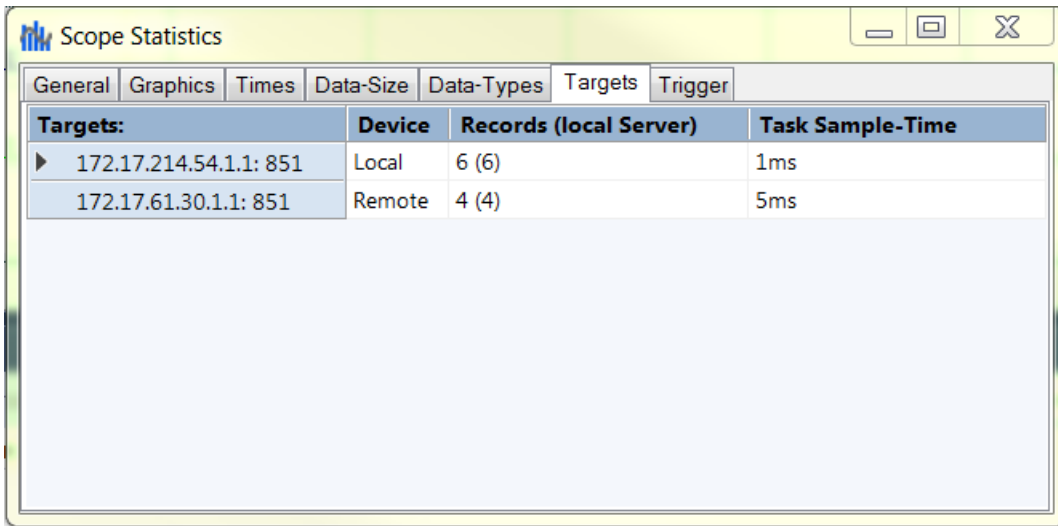 Scope Statistics
General Graphics Times Data-Size Data-Types Targets Trigger
Targets: Device Records (local Server) Task Sample-Time
172.17.214.54.1.1: 851 Local 6 (6) 1ms
172.17.61.30.1.1: 851 Remote 4 (4) 5ms